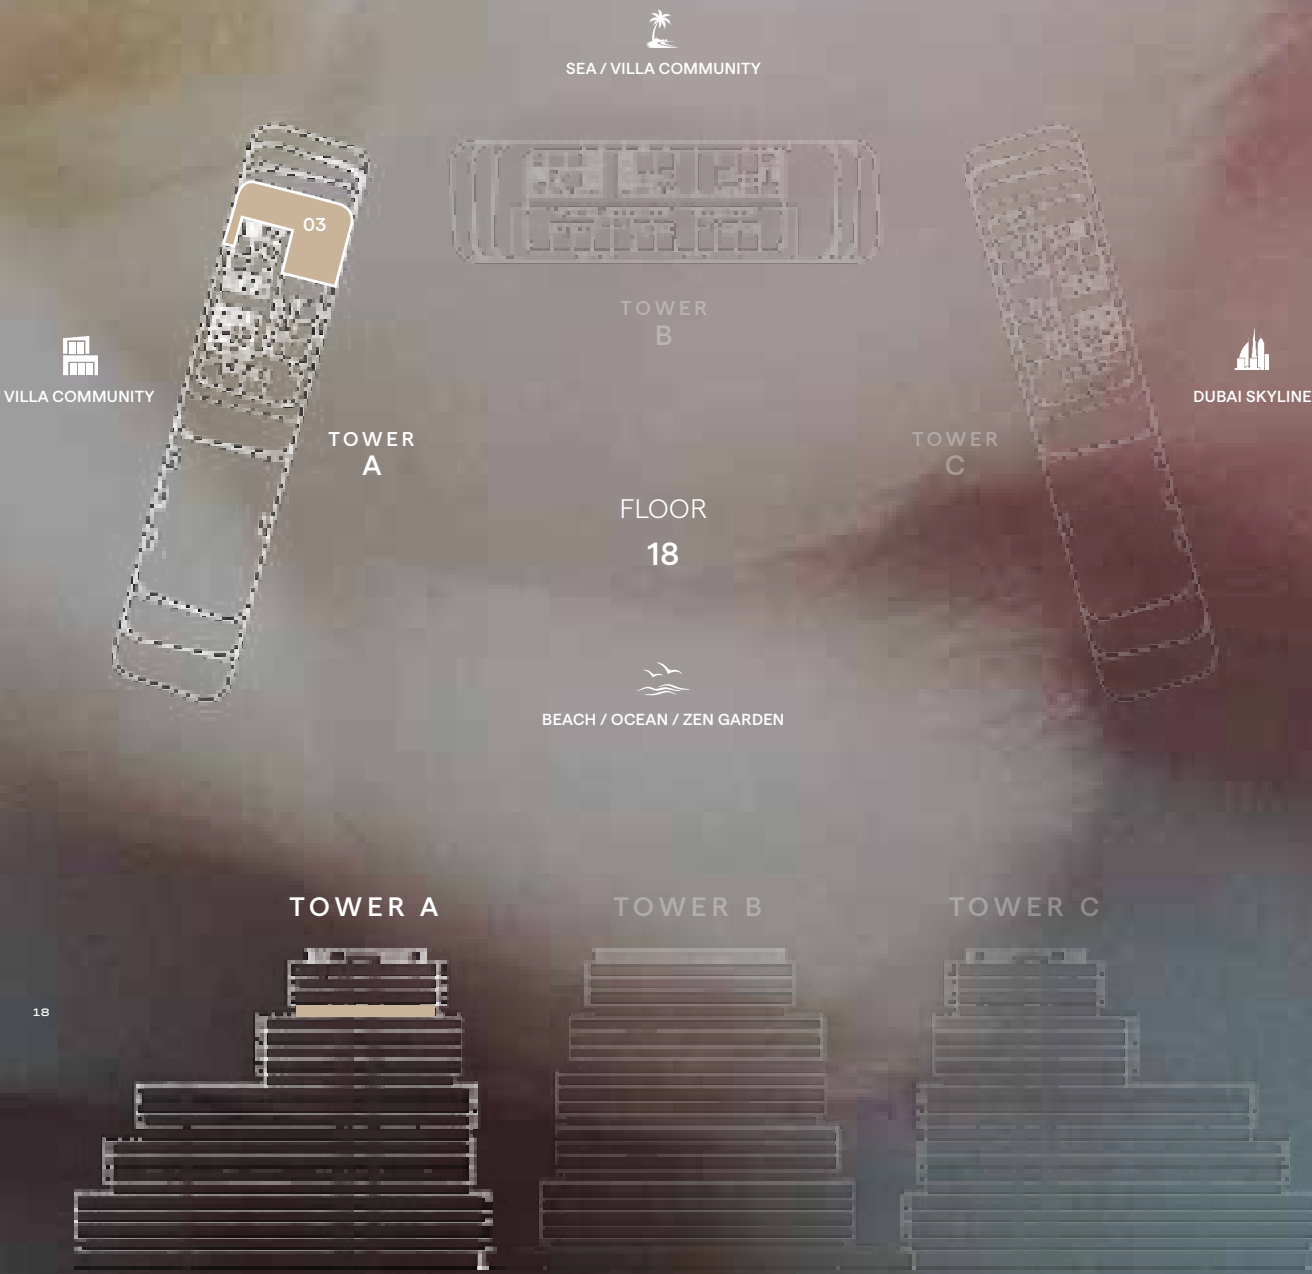 SEA / VILLA COMMUNITY
03
TOWER
B
VILLA COMMUNITY
DUBAI SKYLINE
TOWER
A
TOWER
C
FLOOR
18
BEACH / OCEAN / ZEN GARDEN
TOWER A
TOWER B
TOWER C
18